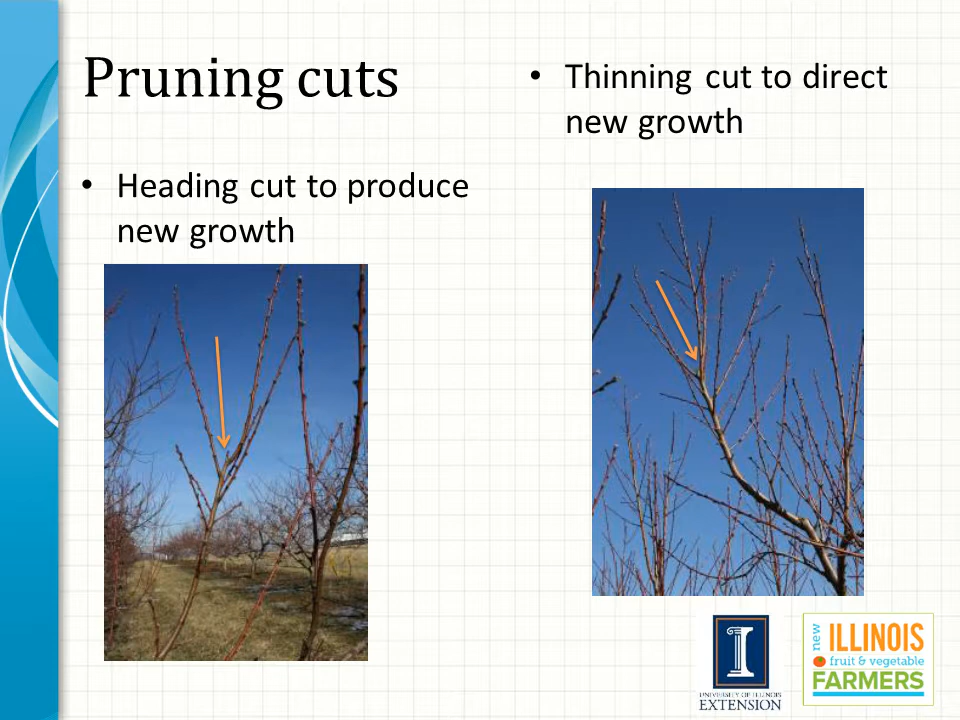 Pruning cuts
• Heading cut to produce
new growth
• Thinning cut to direct
new growth
I
UNIVERSITY OF ILLINOIS
EXTENSION
new
ILLINOIS
fruit & vegetable
FARMERS